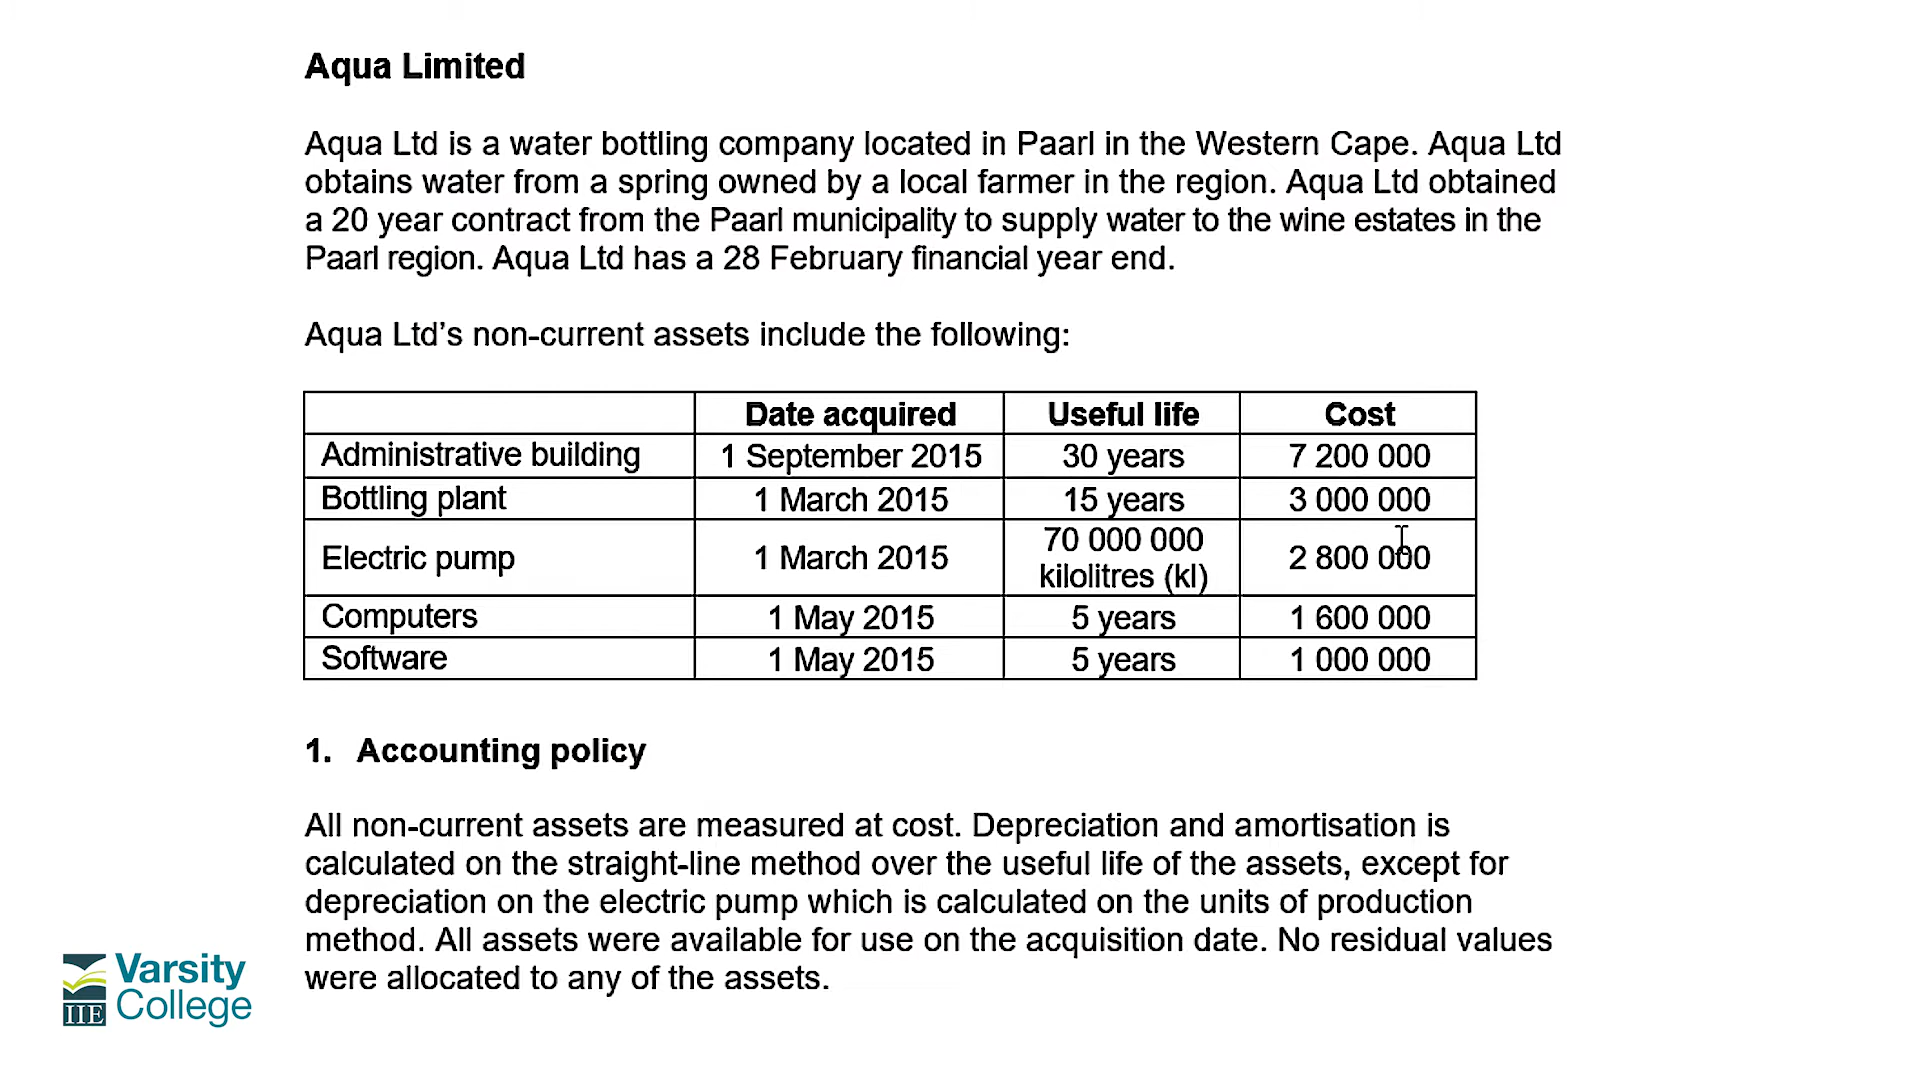 Aqua Limited
Aqua Ltd is a water bottling company located in Paarl in the Western Cape. Aqua Ltd
obtains water from a spring owned by a local farmer in the region. Aqua Ltd obtained
a 20 year contract from the Paarl municipality to supply water to the wine estates in the
Paarl region. Aqua Ltd has a 28 February financial year end.
Aqua Ltd’s non-current assets include the following:
Date acquired Useful life Cost
Administrative building 1 September 2015 30 years 7 200 000
Bottling plant 1 March 2015 15 years 3 000 000
Electric pump 1 March 2015 70 000 000 kilolitres (kl) 2 800 000
Computers 1 May 2015 5 years 1 600 000
Software 1 May 2015 5 years 1 000 000
1. Accounting policy
All non-current assets are measured at cost. Depreciation and amortisation is
calculated on the straight-line method over the useful life of the assets, except for
depreciation on the electric pump which is calculated on the units of production
method. All assets were available for use on the acquisition date. No residual values
were allocated to any of the assets.
Varsity
College
IIE